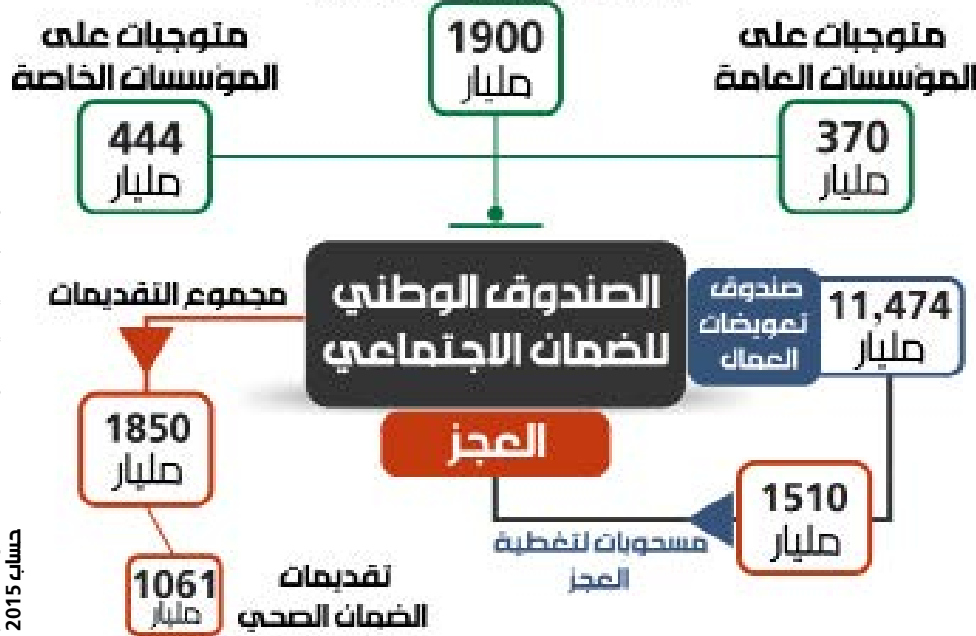 متوجبات على
المؤسسات العامة
370
مليار
1900
مليار
متوجبات على
المؤسسات الخاصة
444
مليار
الصندوق الوطني
للضمان الاجتماعي
صندوق
تعويضات
العمال
11,474
مليار
مجموع التقديمات
1850
مليار
العجز
1510
مليار
مسحوبات لتغطية
العجز
1061
مليار
تقديمات
الضمان الصحي
حساب 2015